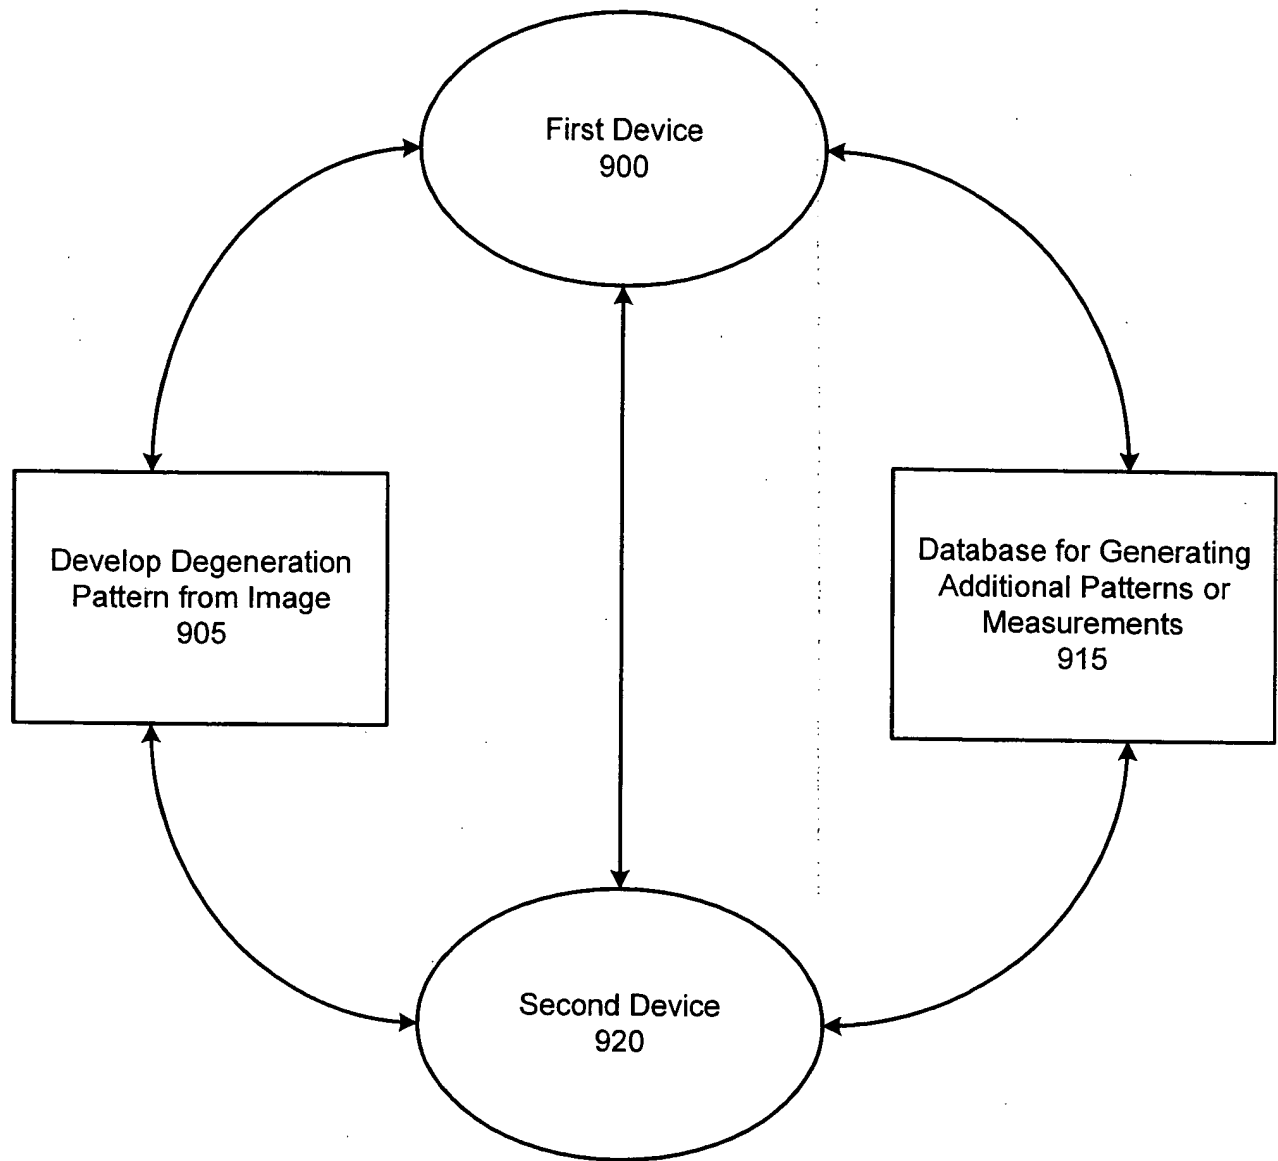 First Device
900
Develop Degeneration
Pattern from Image
905
Database for Generating
Additional Patterns or
Measurements
915
Second Device
920